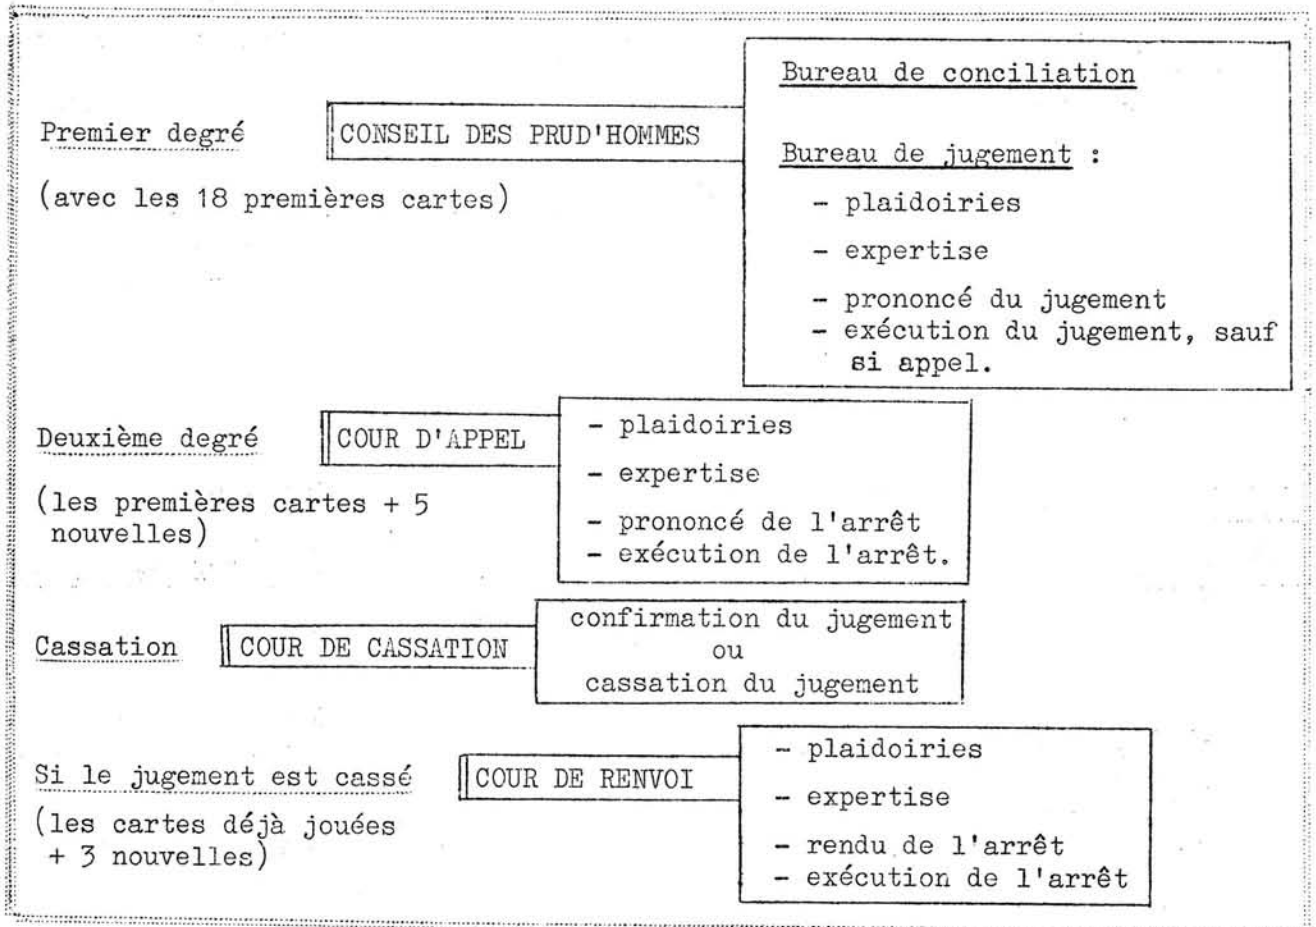 Premier degré
CONSEIL DES PRUD'HOMMES
(avec les 18 premières cartes)
Bureau de conciliation
Bureau de jugement :
- plaidoiries
- expertise
- prononcé du jugement
- exécution du jugement, sauf
si appel.
Deuxième degré
COUR D'APPEL
(les premières cartes + 5
nouvelles)
- plaidoiries
- expertise
- prononcé de l'arrêt
- exécution de l'arrêt.
Cassation
COUR DE CASSATION
confirmation du jugement
ou
cassation du jugement
Si le jugement est cassé
COUR DE RENVOI
(les cartes déjà jouées
+ 3 nouvelles)
- plaidoiries
- expertise
- rendu de l'arrêt
- exécution de l'arrêt